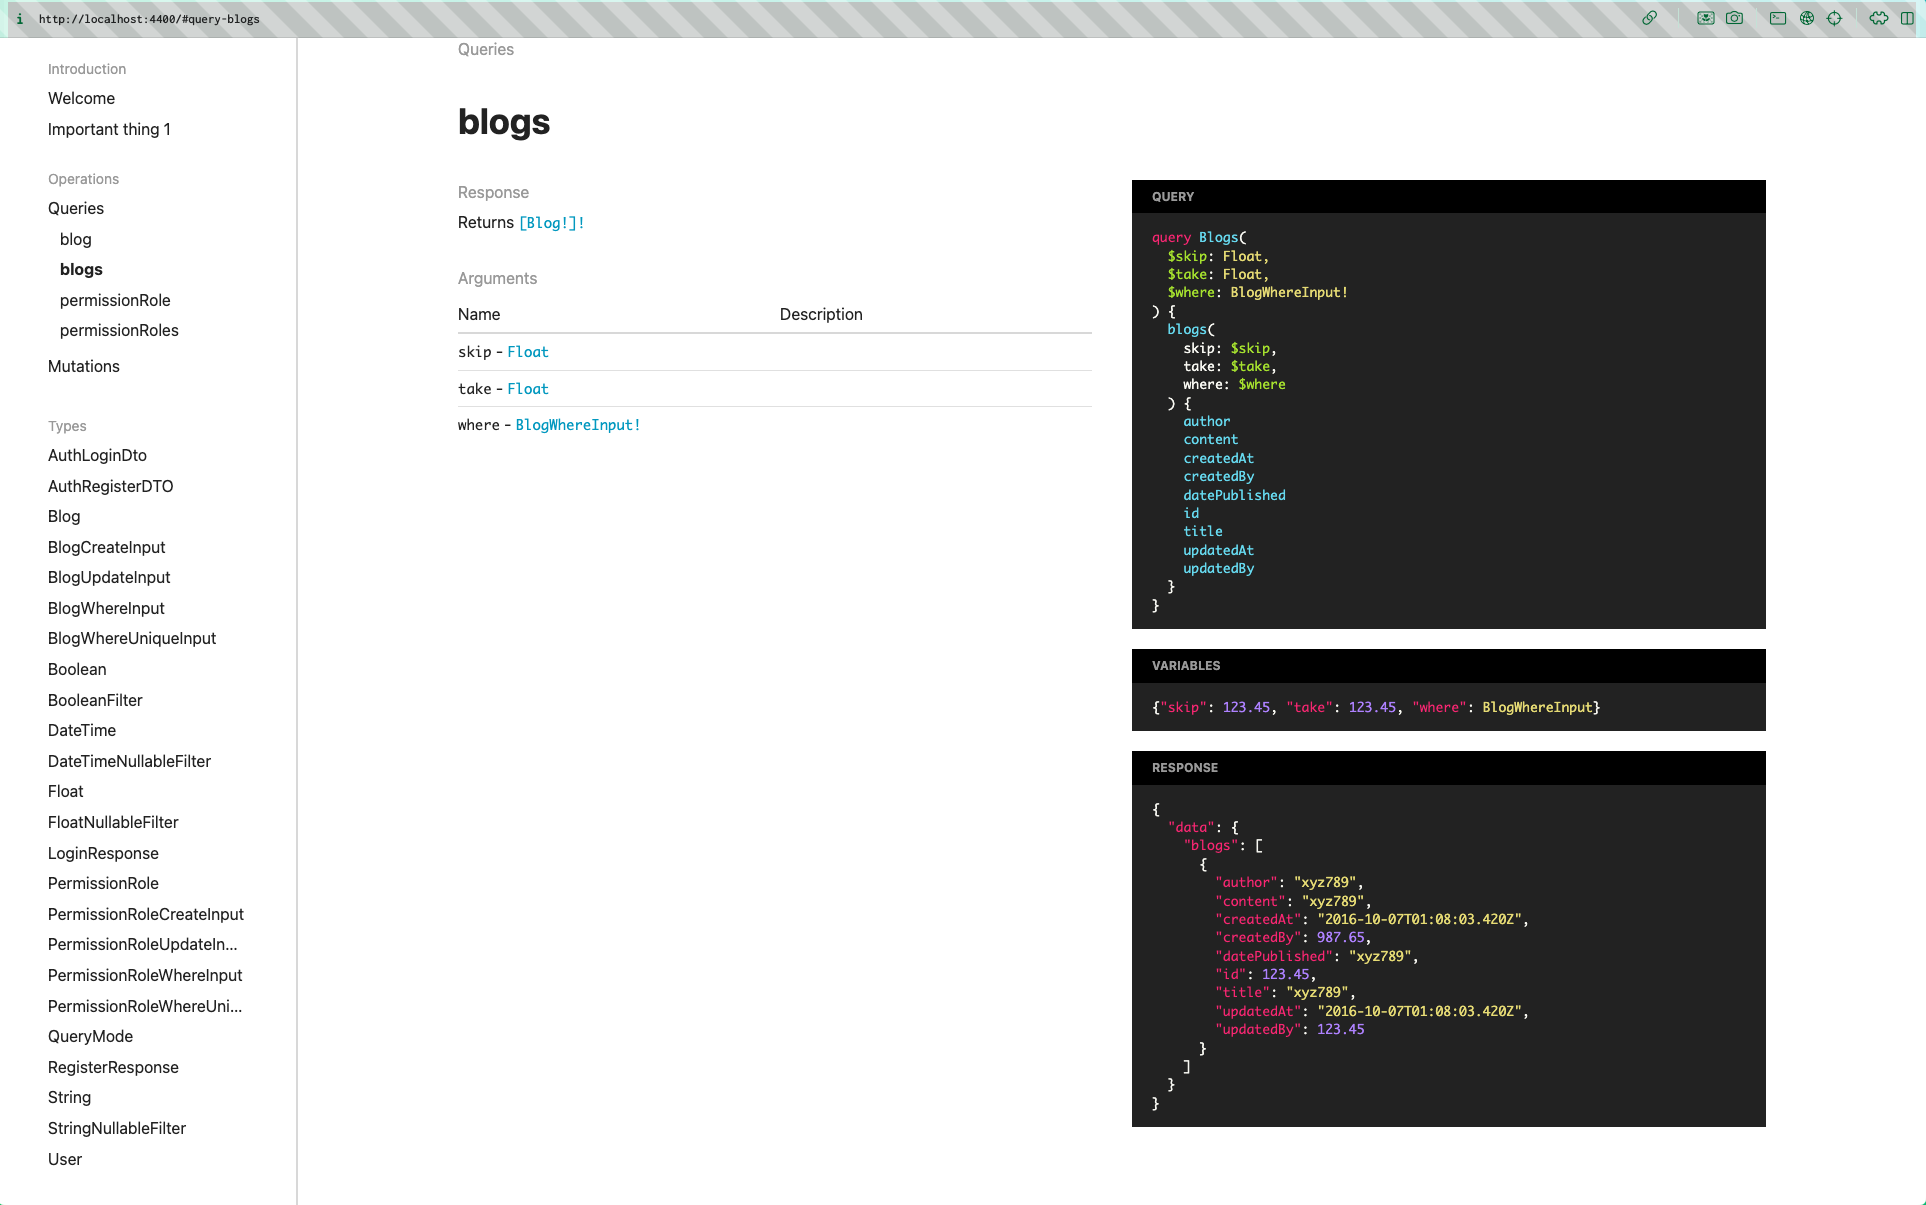 i http://localhost:4400/#query-blogs
Introduction
Welcome
Important thing 1
Operations
Queries
blog
blogs
permissionRole
permissionRoles
Mutations
Types
AuthLoginDto
AuthRegisterDTO
Blog
BlogCreateInput
BlogUpdateInput
BlogWhereInput
BlogWhereUniqueInput
Boolean
BooleanFilter
DateTime
DateTimeNullableFilter
Float
FloatNullableFilter
LoginResponse
PermissionRole
PermissionRoleCreateInput
PermissionRoleUpdateIn...
PermissionRoleWhereInput
PermissionRoleWhereUni...
QueryMode
RegisterResponse
String
StringNullableFilter
User
Queries
blogs
Response
Returns [Blog!]!
Arguments
Name Description
skip - Float
take - Float
where - BlogWhereInput!
QUERY
query Blogs(
  $skip: Float,
  $take: Float,
  $where: BlogWhereInput!
) {
  blogs(
    skip: $skip,
    take: $take,
    where: $where
  ) {
    author
    content
    createdAt
    createdBy
    datePublished
    id
    title
    updatedAt
    updatedBy
  }
}
VARIABLES
{"skip": 123.45, "take": 123.45, "where": BlogWhereInput}
RESPONSE
{
  "data": {
    "blogs": [
      {
        "author": "xyz789",
        "content": "xyz789",
        "createdAt": "2016-10-07T01:08:03.420Z",
        "createdBy": 987.65,
        "datePublished": "xyz789",
        "id": 123.45,
        "title": "xyz789",
        "updatedAt": "2016-10-07T01:08:03.420Z",
        "updatedBy": 123.45
      }
    ]
  }
}